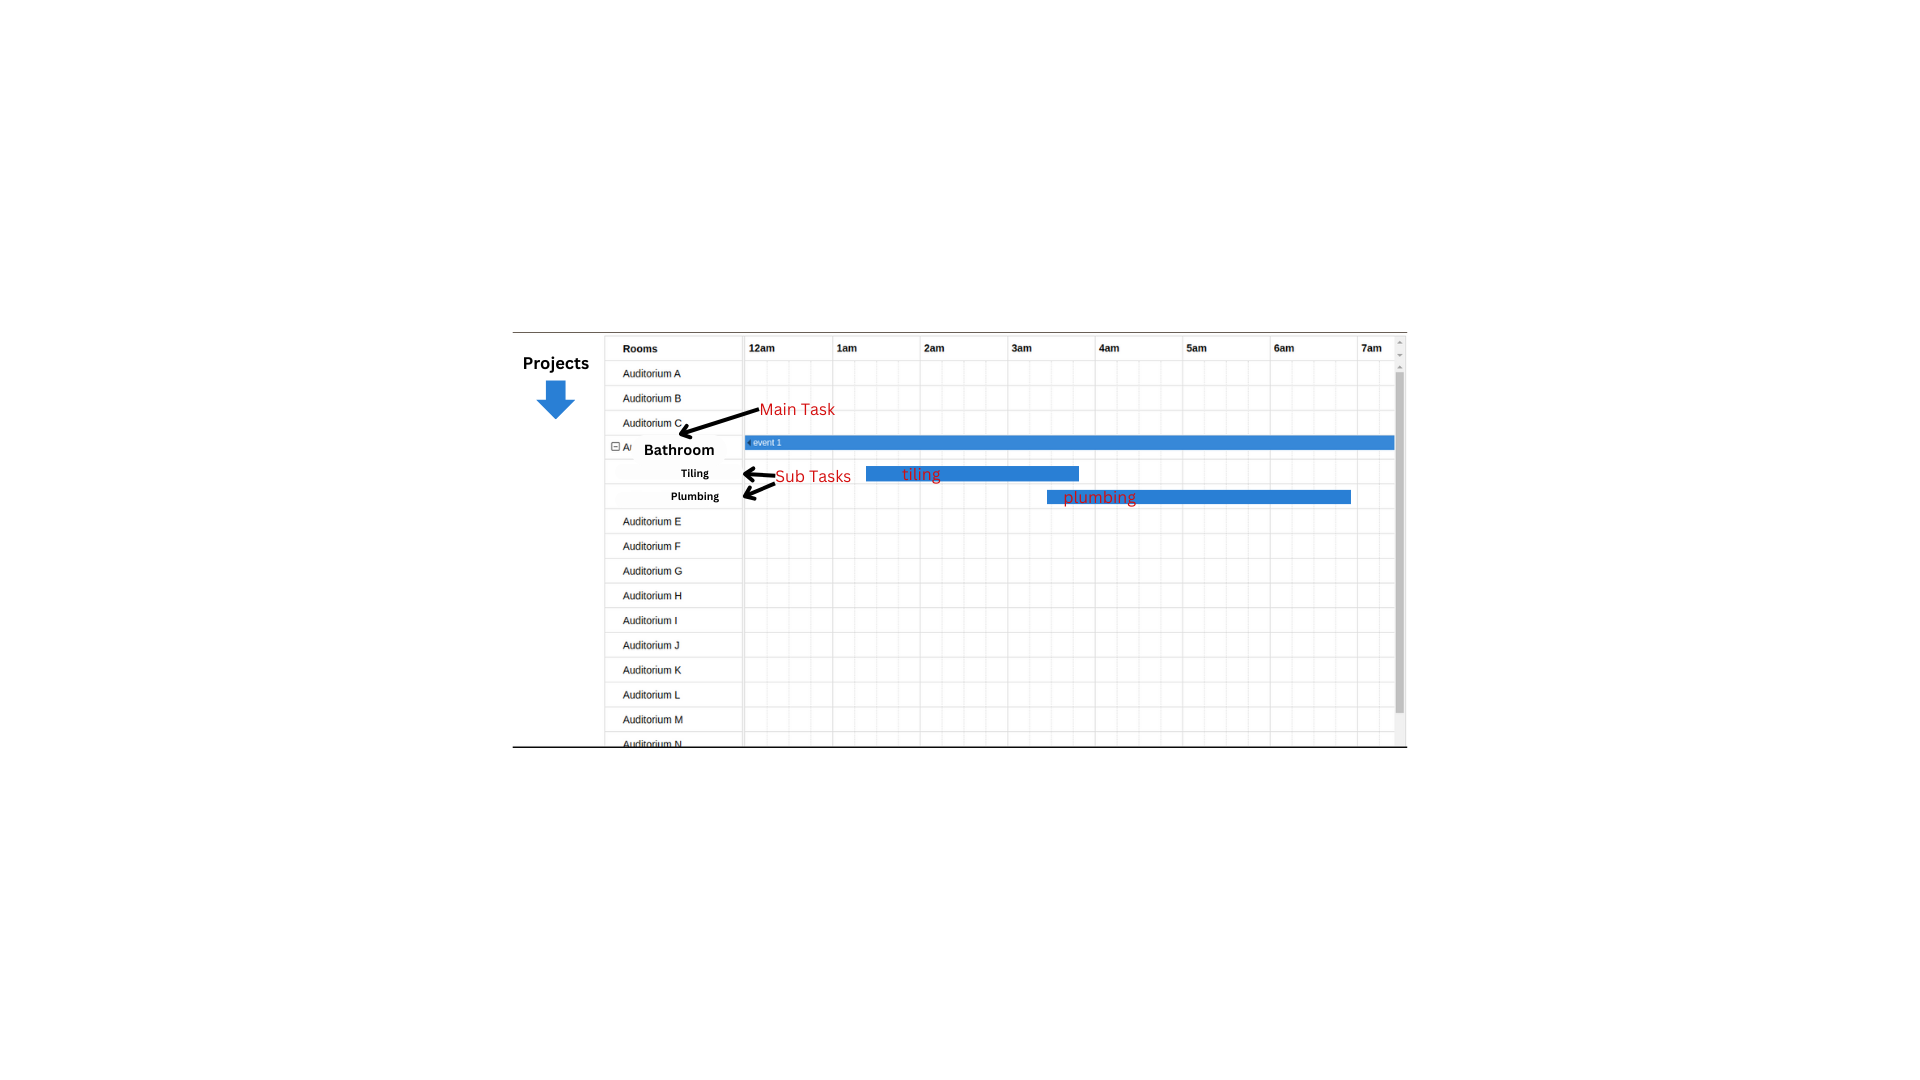 Projects
Rooms 12am 1am 2am 3am 4am 5am 6am 7am
Auditorium A
Auditorium B
Main Task
Auditorium C
Bathroom
event 1
Tiling
Sub Tasks
tiling
Plumbing
plumbing
Auditorium E
Auditorium F
Auditorium G
Auditorium H
Auditorium I
Auditorium J
Auditorium K
Auditorium L
Auditorium M
Auditorium N